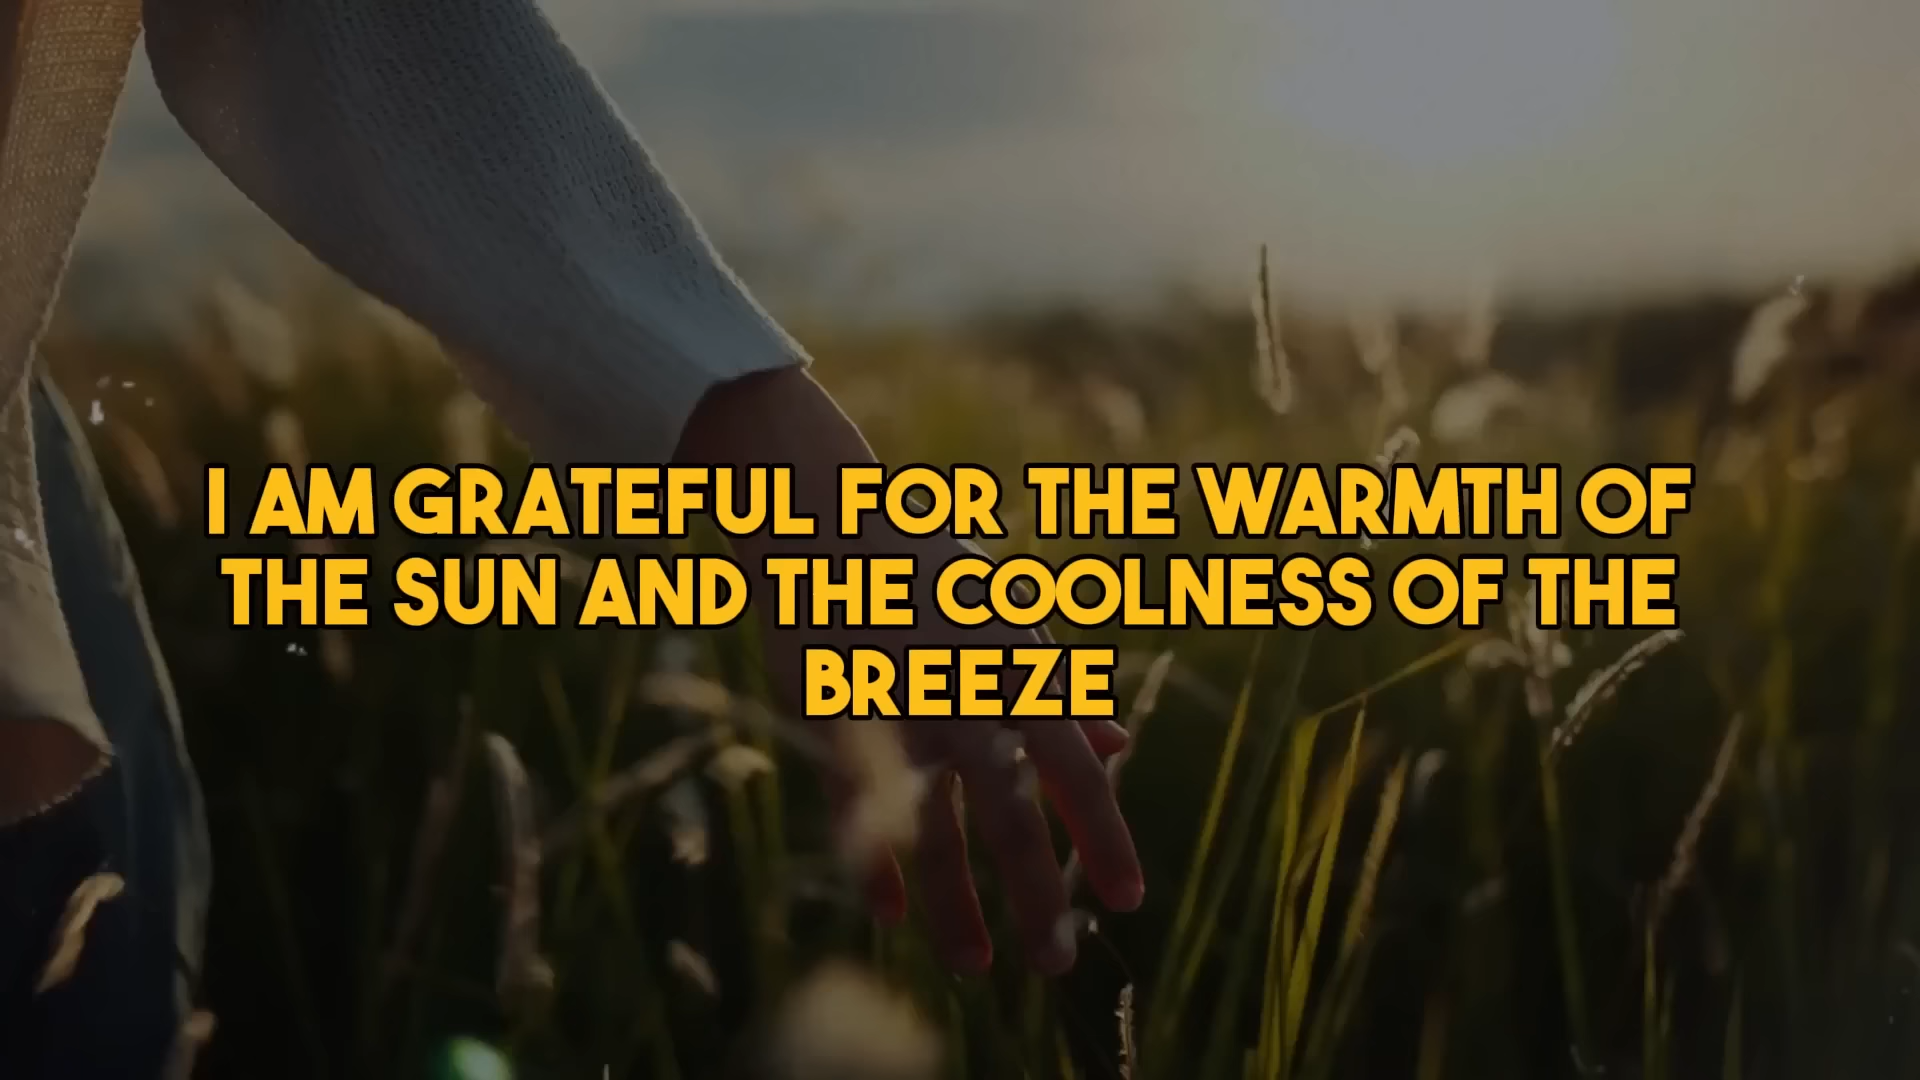 I AM GRATEFUL FOR THE WARMTH OF
THE SUN AND THE COOLNESS OF THE
BREEZE